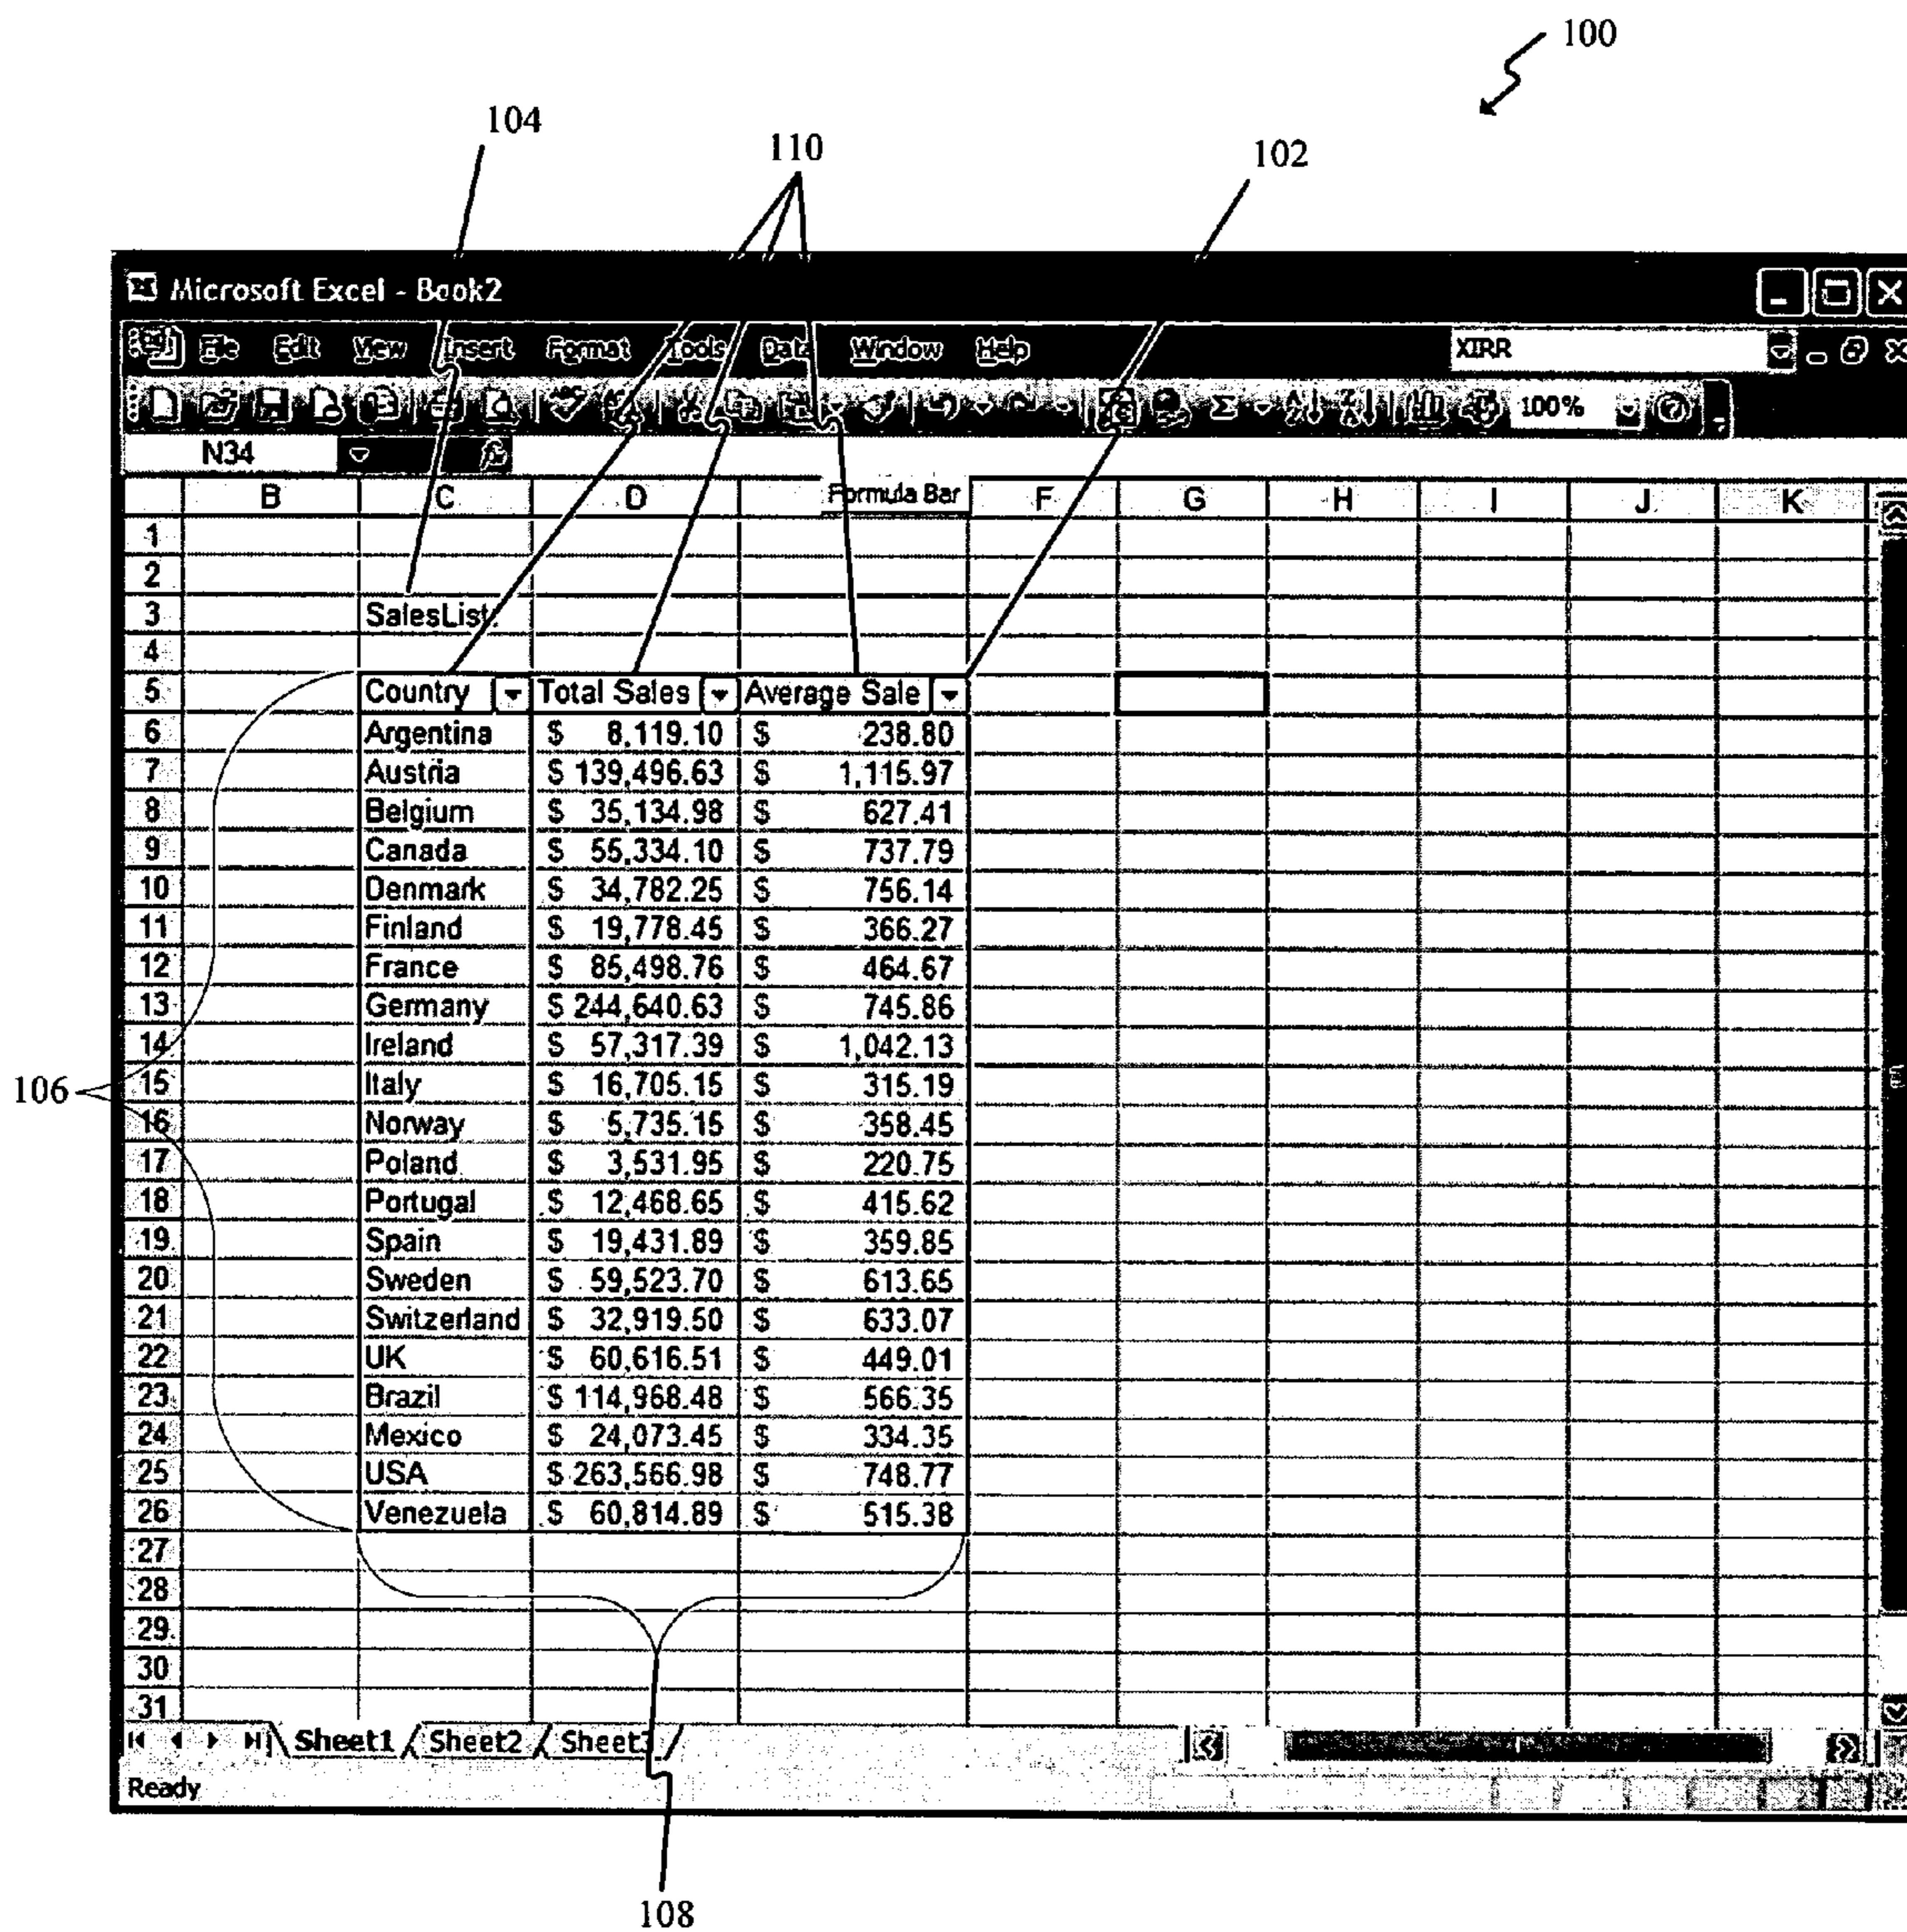 100
104
110
102
Microsoft Excel - Book2
File Edit View Insert Format Tools Data Window Help XIRR
Σ 100%
N34 fx
B C D Formula Bar F G H I J K
1
2
3 SalesList:
4
5 Country Total Sales Average Sale
6 Argentina $ 8,119.10 $ 238.80
7 Austria $ 139,496.63 $ 1,115.97
8 Belgium $ 35,134.98 $ 627.41
9 Canada $ 55,334.10 $ 737.79
10 Denmark $ 34,782.25 $ 756.14
11 Finland $ 19,778.45 $ 366.27
12 France $ 85,498.76 $ 464.67
13 Germany $ 244,640.63 $ 745.86
14 Ireland $ 57,317.39 $ 1,042.13
106
15 Italy $ 16,705.15 $ 315.19
16 Norway $ 5,735.15 $ 358.45
17 Poland $ 3,531.95 $ 220.75
18 Portugal $ 12,468.65 $ 415.62
19 Spain $ 19,431.89 $ 359.85
20 Sweden $ 59,523.70 $ 613.65
21 Switzerland $ 32,919.50 $ 633.07
22 UK $ 60,616.51 $ 449.01
23 Brazil $ 114,968.48 $ 566.35
24 Mexico $ 24,073.45 $ 334.35
25 USA $ 263,566.98 $ 748.77
26 Venezuela $ 60,814.89 $ 515.38
27
28
29
30
31
Sheet1 Sheet2 Sheet3
Ready
108